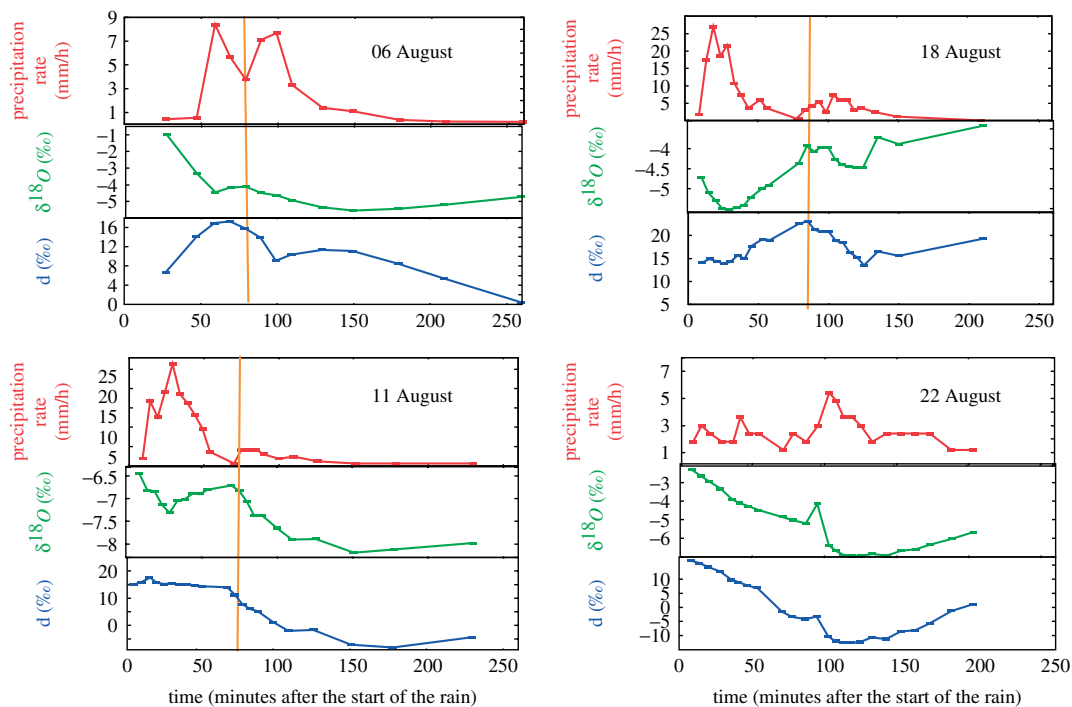 precipitation
rate
(mm/h)
9
7
5
3
1
06 August
δ18O (‰)
−1
−2
−3
−4
−5
d (‰)
16
12
8
4
0
0 50 100 150 200 250
precipitation
rate
(mm/h)
25
20
15
10
5
18 August
δ18O (‰)
−4
−4.5
−5
d (‰)
20
15
10
5
0 50 100 150 200 250
precipitation
rate
(mm/h)
25
20
15
10
5
11 August
δ18O (‰)
−6.5
−7
−7.5
−8
d (‰)
20
10
0
0 50 100 150 200 250
time (minutes after the start of the rain)
precipitation
rate
(mm/h)
7
5
3
1
22 August
δ18O (‰)
−3
−4
−5
−6
d (‰)
10
5
0
−5
−10
0 50 100 150 200 250
time (minutes after the start of the rain)